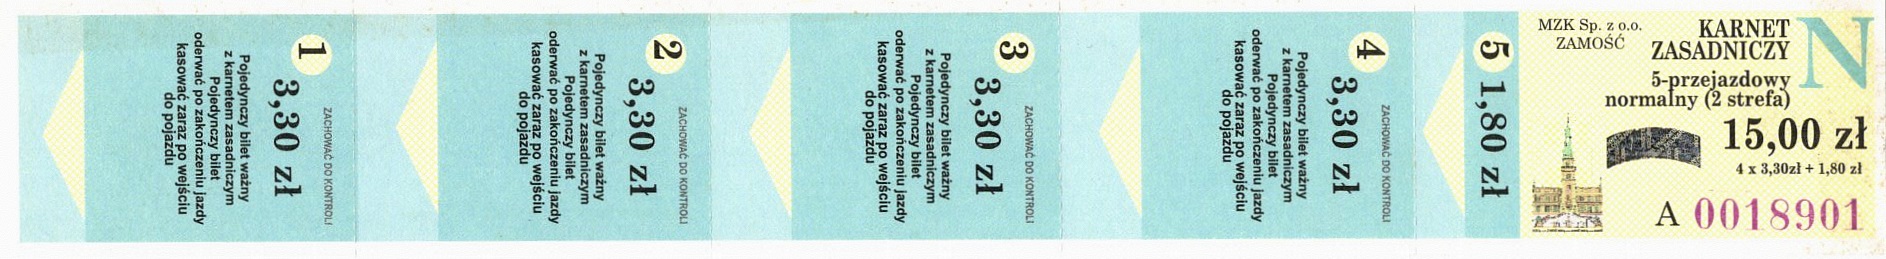 1
3,30 zł
ZACHOWAĆ DO KONTROLI
Pojedynczy bilet ważny
z karnetem zasadniczym
Pojedynczy bilet
oderwać po zakończeniu jazdy
kasować zaraz po wejściu
do pojazdu
2
3,30 zł
ZACHOWAĆ DO KONTROLI
Pojedynczy bilet ważny
z karnetem zasadniczym
Pojedynczy bilet
oderwać po zakończeniu jazdy
kasować zaraz po wejściu
do pojazdu
3
3,30 zł
ZACHOWAĆ DO KONTROLI
Pojedynczy bilet ważny
z karnetem zasadniczym
Pojedynczy bilet
oderwać po zakończeniu jazdy
kasować zaraz po wejściu
do pojazdu
4
3,30 zł
ZACHOWAĆ DO KONTROLI
Pojedynczy bilet ważny
z karnetem zasadniczym
Pojedynczy bilet
oderwać po zakończeniu jazdy
kasować zaraz po wejściu
do pojazdu
5 1,80 zł
MZK Sp. z o.o.
ZAMOŚĆ
KARNET
ZASADNICZY
N
5-przejazdowy
normalny (2 strefa)
15,00 zł
4 x 3,30zł + 1,80 zł
A 0018901